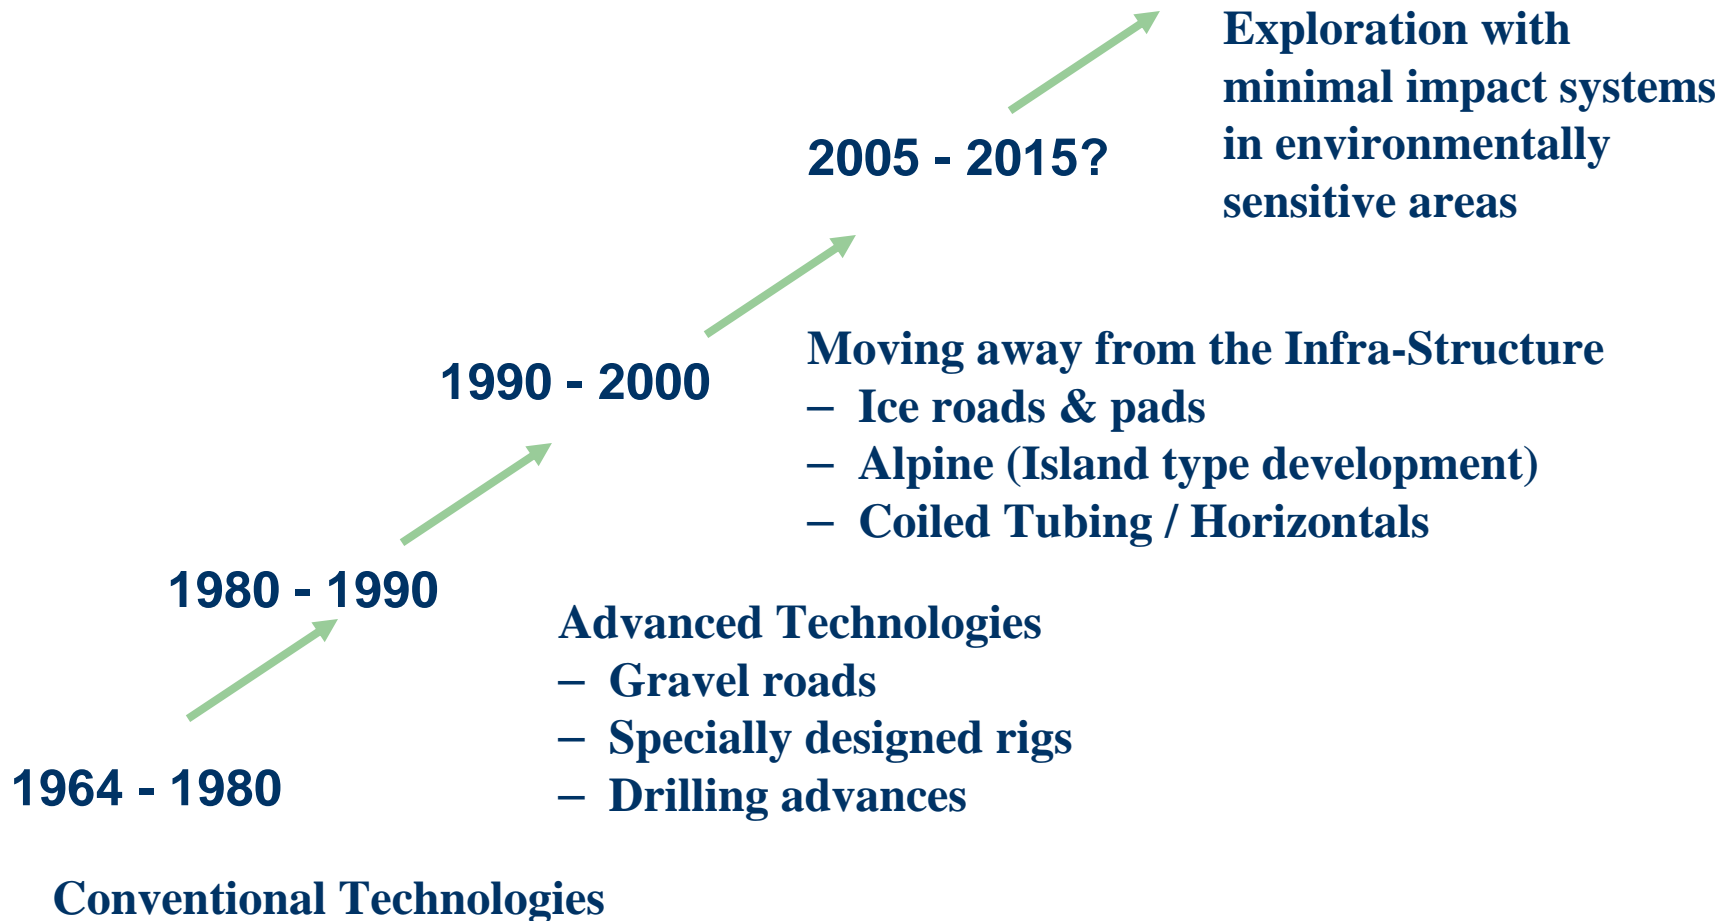 Exploration with
minimal impact systems
in environmentally
sensitive areas
2005 - 2015?
Moving away from the Infra-Structure
– Ice roads & pads
– Alpine (Island type development)
– Coiled Tubing / Horizontals
1990 - 2000
1980 - 1990
Advanced Technologies
– Gravel roads
– Specially designed rigs
– Drilling advances
1964 - 1980
Conventional Technologies